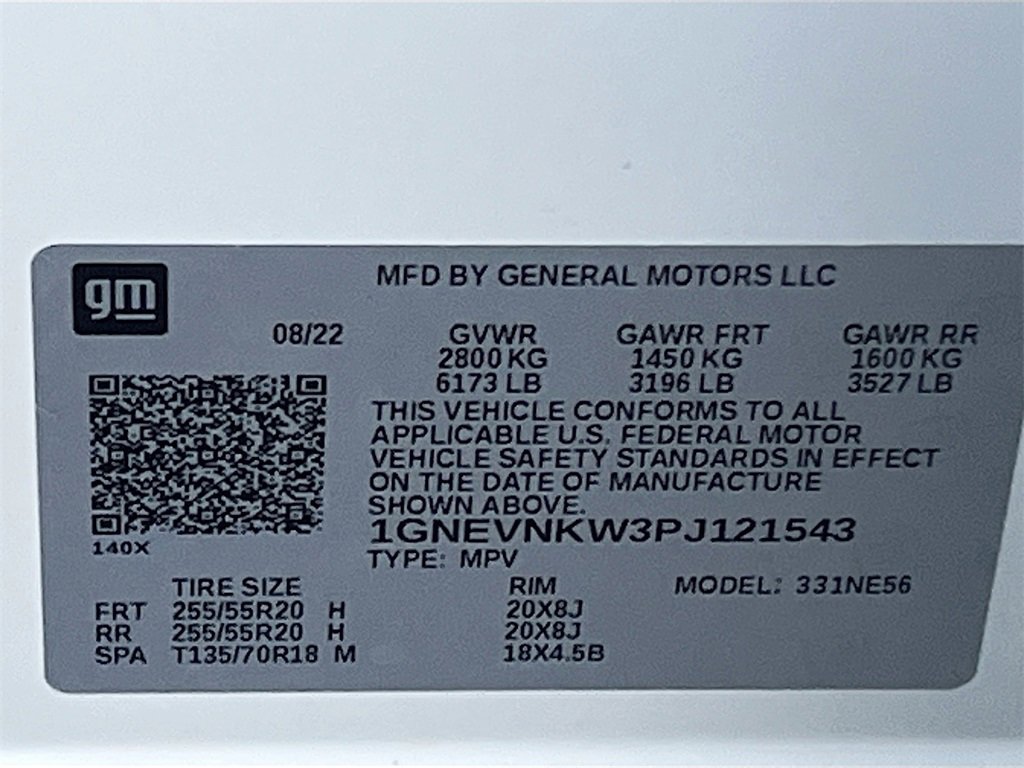 gm
MFD BY GENERAL MOTORS LLC
08/22 GVWR GAWR FRT GAWR RR
2800 KG 1450 KG 1600 KG
6173 LB 3196 LB 3527 LB
THIS VEHICLE CONFORMS TO ALL
APPLICABLE U.S. FEDERAL MOTOR
VEHICLE SAFETY STANDARDS IN EFFECT
ON THE DATE OF MANUFACTURE
SHOWN ABOVE.
1GNEVNKW3PJ121543
140X
TYPE: MPV
TIRE SIZE RIM MODEL: 331NE56
FRT 255/55R20 H 20X8J
RR 255/55R20 H 20X8J
SPA T135/70R18 M 18X4.5B